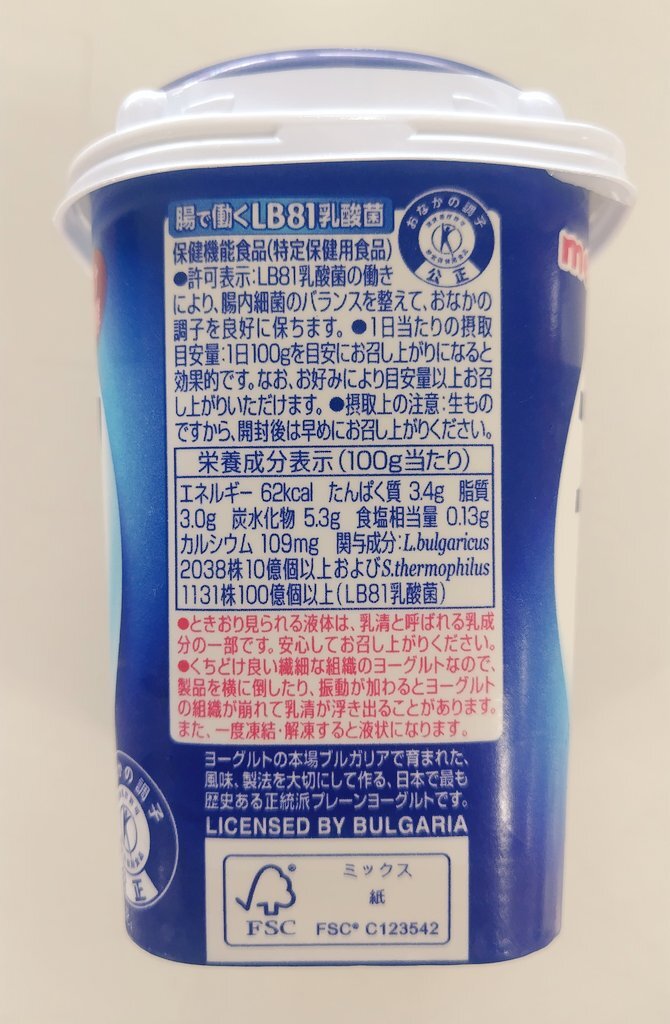 腸で働くLB81乳酸菌
おなかの調子
公正
保健機能食品(特定保健用食品)
●許可表示:LB81乳酸菌の働き
により、腸内細菌のバランスを整えて、おなかの
調子を良好に保ちます。●1日当たりの摂取
目安量:1日100gを目安にお召し上がりになると
効果的です。なお、お好みにより目安量以上お召
し上がりいただけます。●摂取上の注意:生もの
ですから、開封後は早めにお召し上がりください。
栄養成分表示(100g当たり)
エネルギー 62kcal たんぱく質 3.4g 脂質
3.0g 炭水化物 5.3g 食塩相当量 0.13g
カルシウム 109mg 関与成分:L.bulgaricus
2038株10億個以上およびS.thermophilus
1131株100億個以上(LB81乳酸菌)
●ときおり見られる液体は、乳清と呼ばれる乳成
分の一部です。安心してお召し上がりください。
●くちどけ良い繊細な組織のヨーグルトなので、
製品を横に倒したり、振動が加わるとヨーグルト
の組織が崩れて乳清が浮き出ることがあります。
また、一度凍結・解凍すると液状になります。
ヨーグルトの本場ブルガリアで育まれた、
風味、製法を大切にして作る、日本で最も
歴史ある正統派プレーンヨーグルトです。
LICENSED BY BULGARIA
の調子
正
ミックス
紙
FSC
FSC® C123542